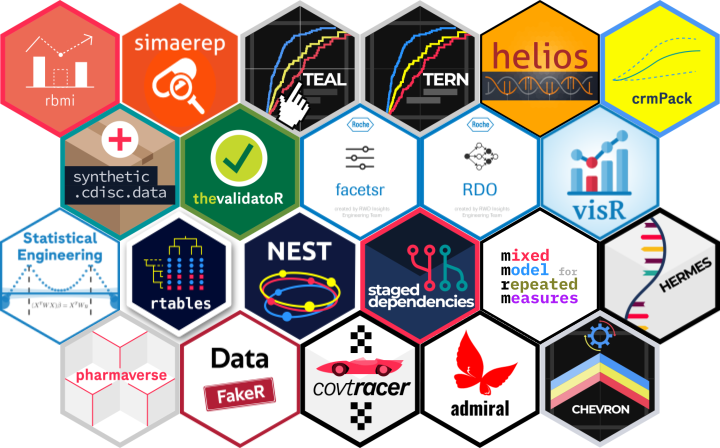 rbmi
simaerep
TEAL
TERN
helios
crmPack
synthetic
.cdisc.data
thevalidatoR
Roche
facetsr
created by RWD Insights
Engineering Team
Roche
RDO
created by RWD Insights
Engineering Team
visR
Statistical
Engineering
rtables
NEST
staged
dependencies
mixed
model for
repeated
measures
HERMES
pharmaverse
Data
FakeR
covtracer
admiral
CHEVRON